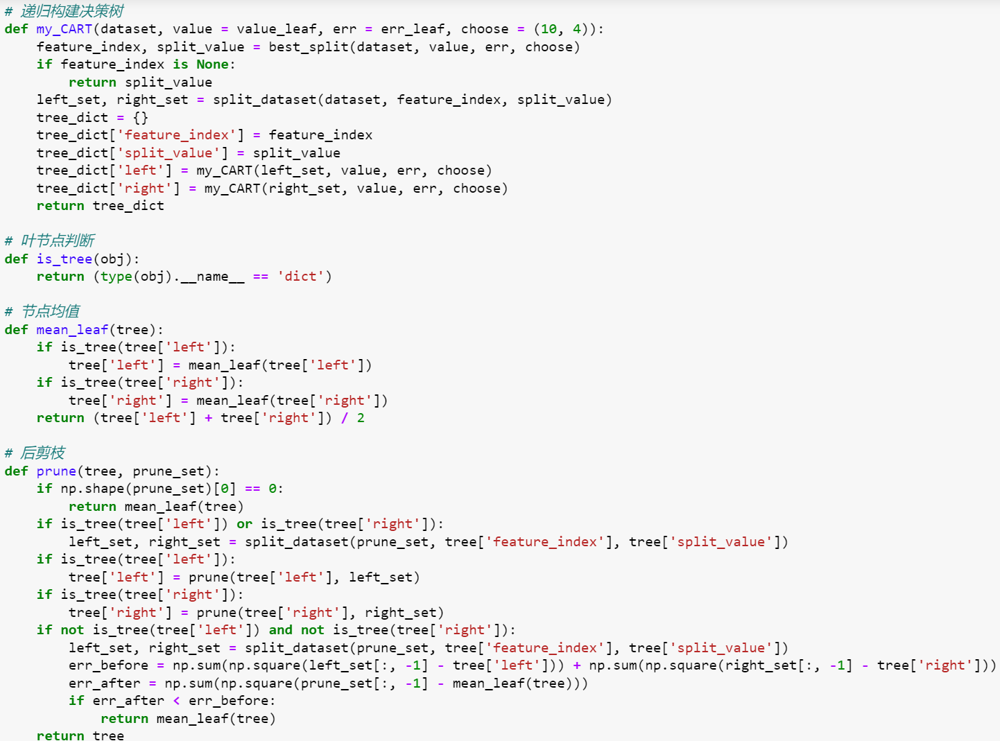 # 递归构建决策树
def my_CART(dataset, value = value_leaf, err = err_leaf, choose = (10, 4)):
    feature_index, split_value = best_split(dataset, value, err, choose)
    if feature_index is None:
        return split_value
    left_set, right_set = split_dataset(dataset, feature_index, split_value)
    tree_dict = {}
    tree_dict['feature_index'] = feature_index
    tree_dict['split_value'] = split_value
    tree_dict['left'] = my_CART(left_set, value, err, choose)
    tree_dict['right'] = my_CART(right_set, value, err, choose)
    return tree_dict

# 叶节点判断
def is_tree(obj):
    return (type(obj).__name__ == 'dict')

# 节点均值
def mean_leaf(tree):
    if is_tree(tree['left']):
        tree['left'] = mean_leaf(tree['left'])
    if is_tree(tree['right']):
        tree['right'] = mean_leaf(tree['right'])
    return (tree['left'] + tree['right']) / 2

# 后剪枝
def prune(tree, prune_set):
    if np.shape(prune_set)[0] == 0:
        return mean_leaf(tree)
    if is_tree(tree['left']) or is_tree(tree['right']):
        left_set, right_set = split_dataset(prune_set, tree['feature_index'], tree['split_value'])
    if is_tree(tree['left']):
        tree['left'] = prune(tree['left'], left_set)
    if is_tree(tree['right']):
        tree['right'] = prune(tree['right'], right_set)
    if not is_tree(tree['left']) and not is_tree(tree['right']):
        left_set, right_set = split_dataset(prune_set, tree['feature_index'], tree['split_value'])
        err_before = np.sum(np.square(left_set[:, -1] - tree['left'])) + np.sum(np.square(right_set[:, -1] - tree['right']))
        err_after = np.sum(np.square(prune_set[:, -1] - mean_leaf(tree)))
        if err_after < err_before:
            return mean_leaf(tree)
    return tree